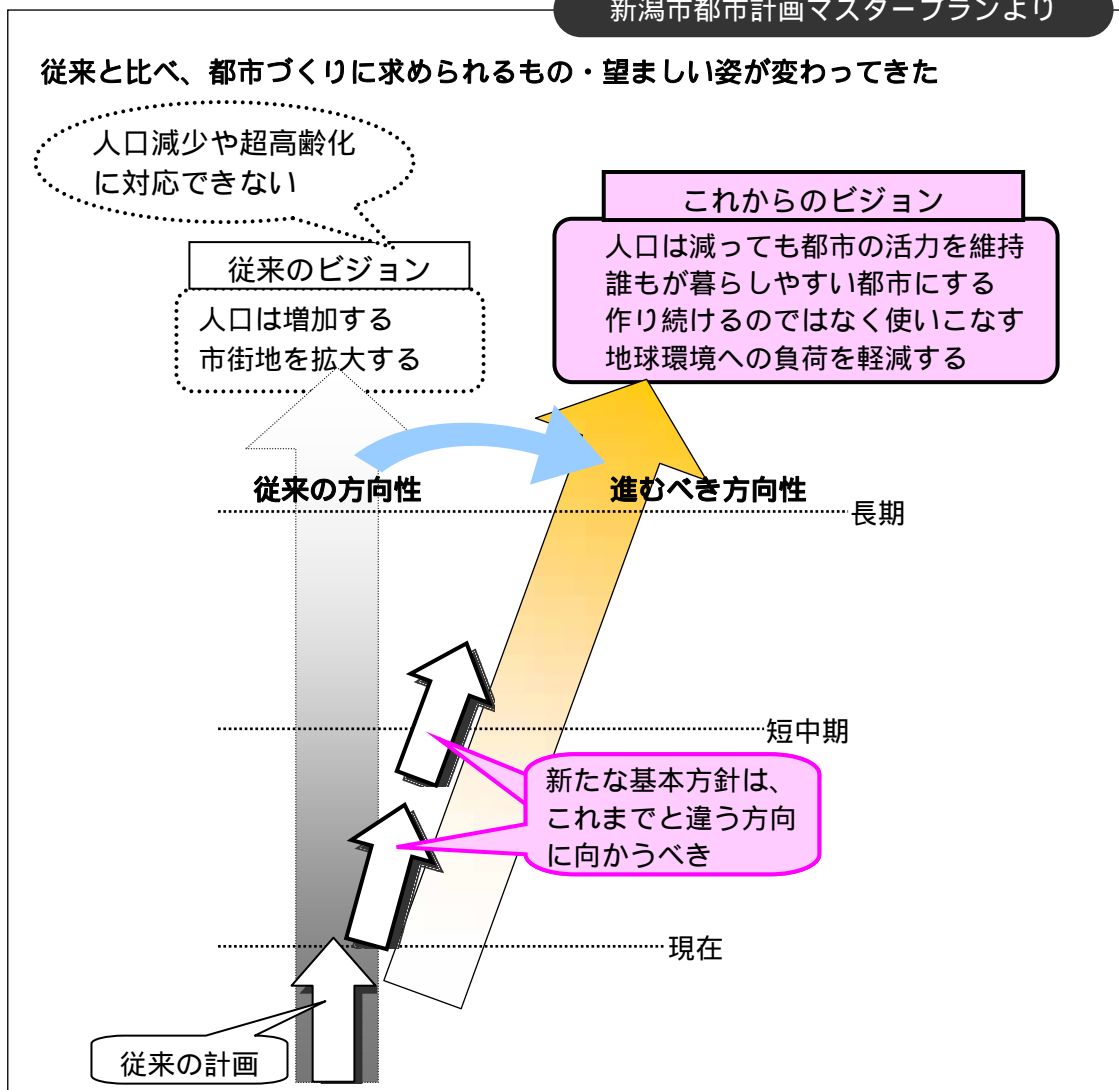 新潟市都市計画マスタープランより
従来と比べ、都市づくりに求められるもの・望ましい姿が変わってきた
人口減少や超高齢化
に対応できない
従来のビジョン
人口は増加する
市街地を拡大する
これからのビジョン
人口は減っても都市の活力を維持
誰もが暮らしやすい都市にする
作り続けるのではなく使いこなす
地球環境への負荷を軽減する
従来の方向性
進むべき方向性
長期
短中期
新たな基本方針は、
これまでと違う方向
に向かうべき
現在
従来の計画